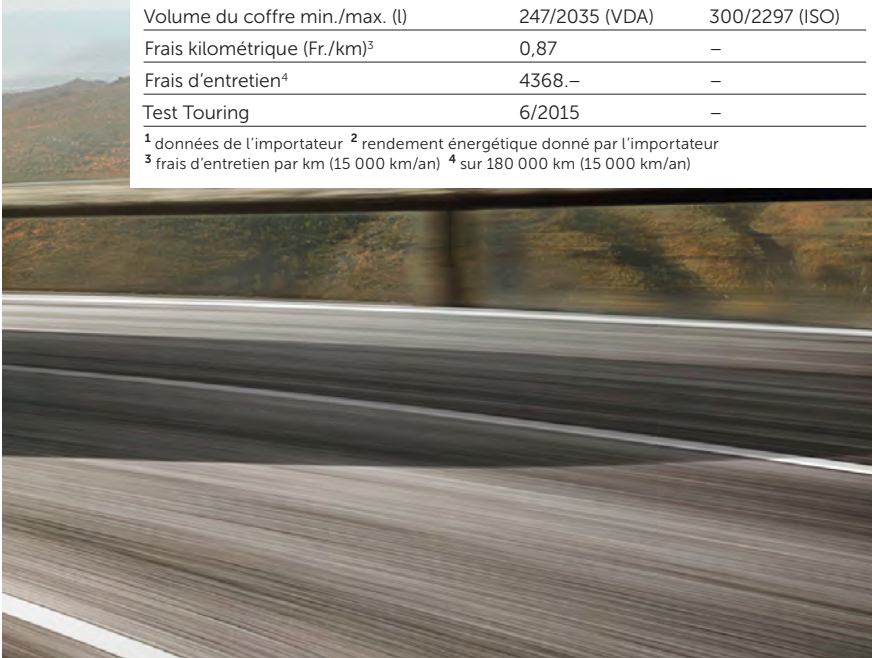 Volume du coffre min./max. (l) 247/2035 (VDA) 300/2297 (ISO)
Frais kilométrique (Fr./km)³ 0,87 –
Frais d’entretien⁴ 4368.– –
Test Touring 6/2015 –
¹ données de l’importateur ² rendement énergétique donné par l’importateur
³ frais d’entretien par km (15 000 km/an) ⁴ sur 180 000 km (15 000 km/an)